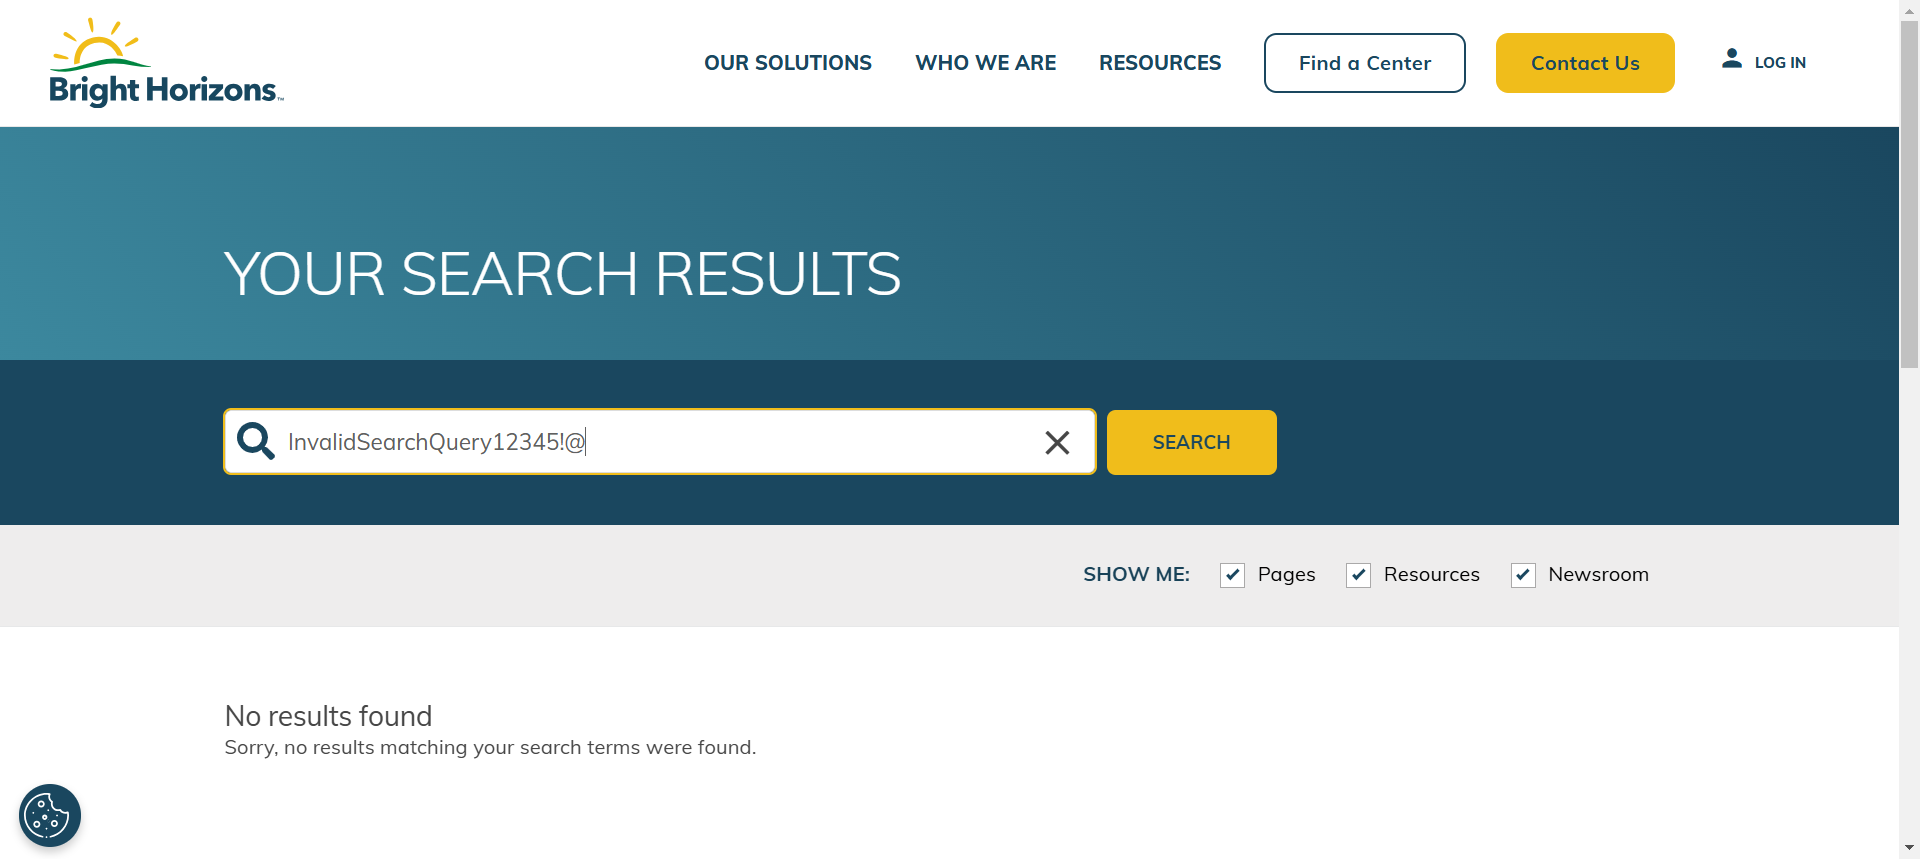 Bright Horizons™
OUR SOLUTIONS
WHO WE ARE
RESOURCES
Find a Center
Contact Us
LOG IN
YOUR SEARCH RESULTS
InvalidSearchQuery12345!@
SEARCH
SHOW ME:
Pages
Resources
Newsroom
No results found
Sorry, no results matching your search terms were found.